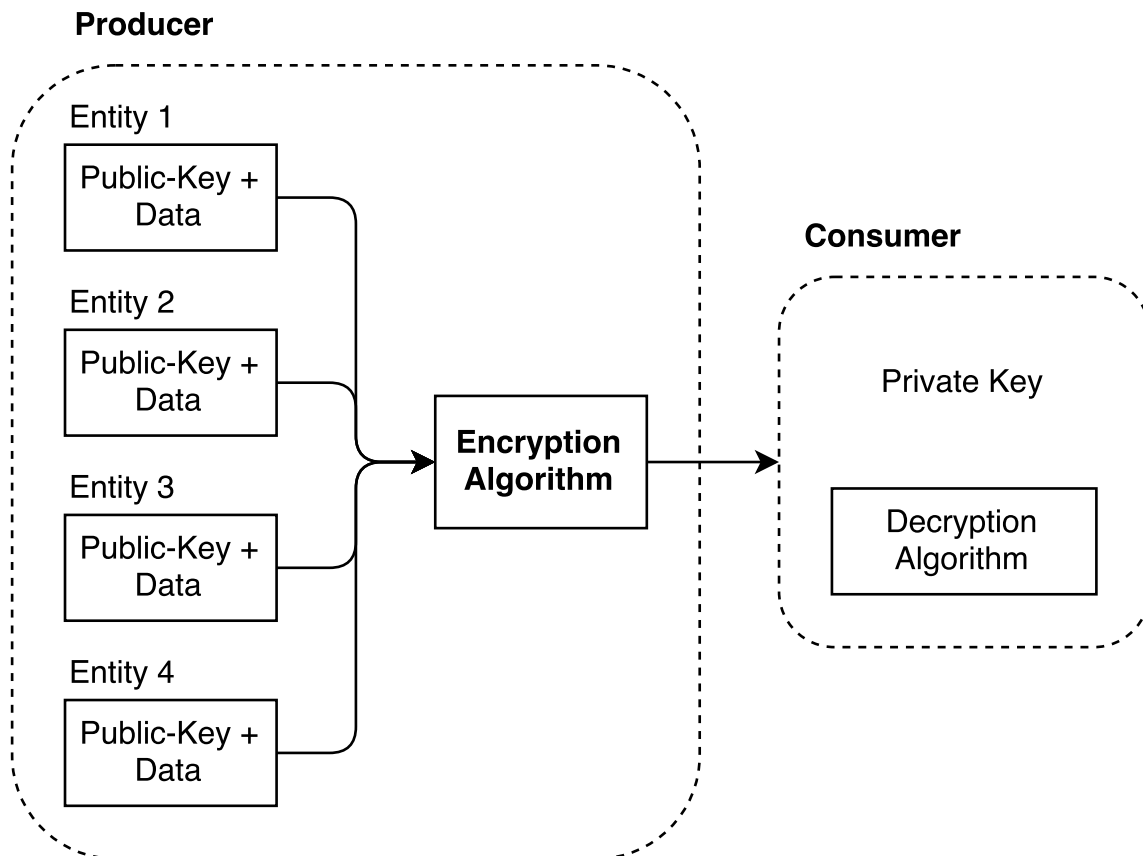 Producer
Entity 1
Public-Key +
Data
Entity 2
Public-Key +
Data
Entity 3
Public-Key +
Data
Entity 4
Public-Key +
Data
Encryption
Algorithm
Consumer
Private Key
Decryption
Algorithm